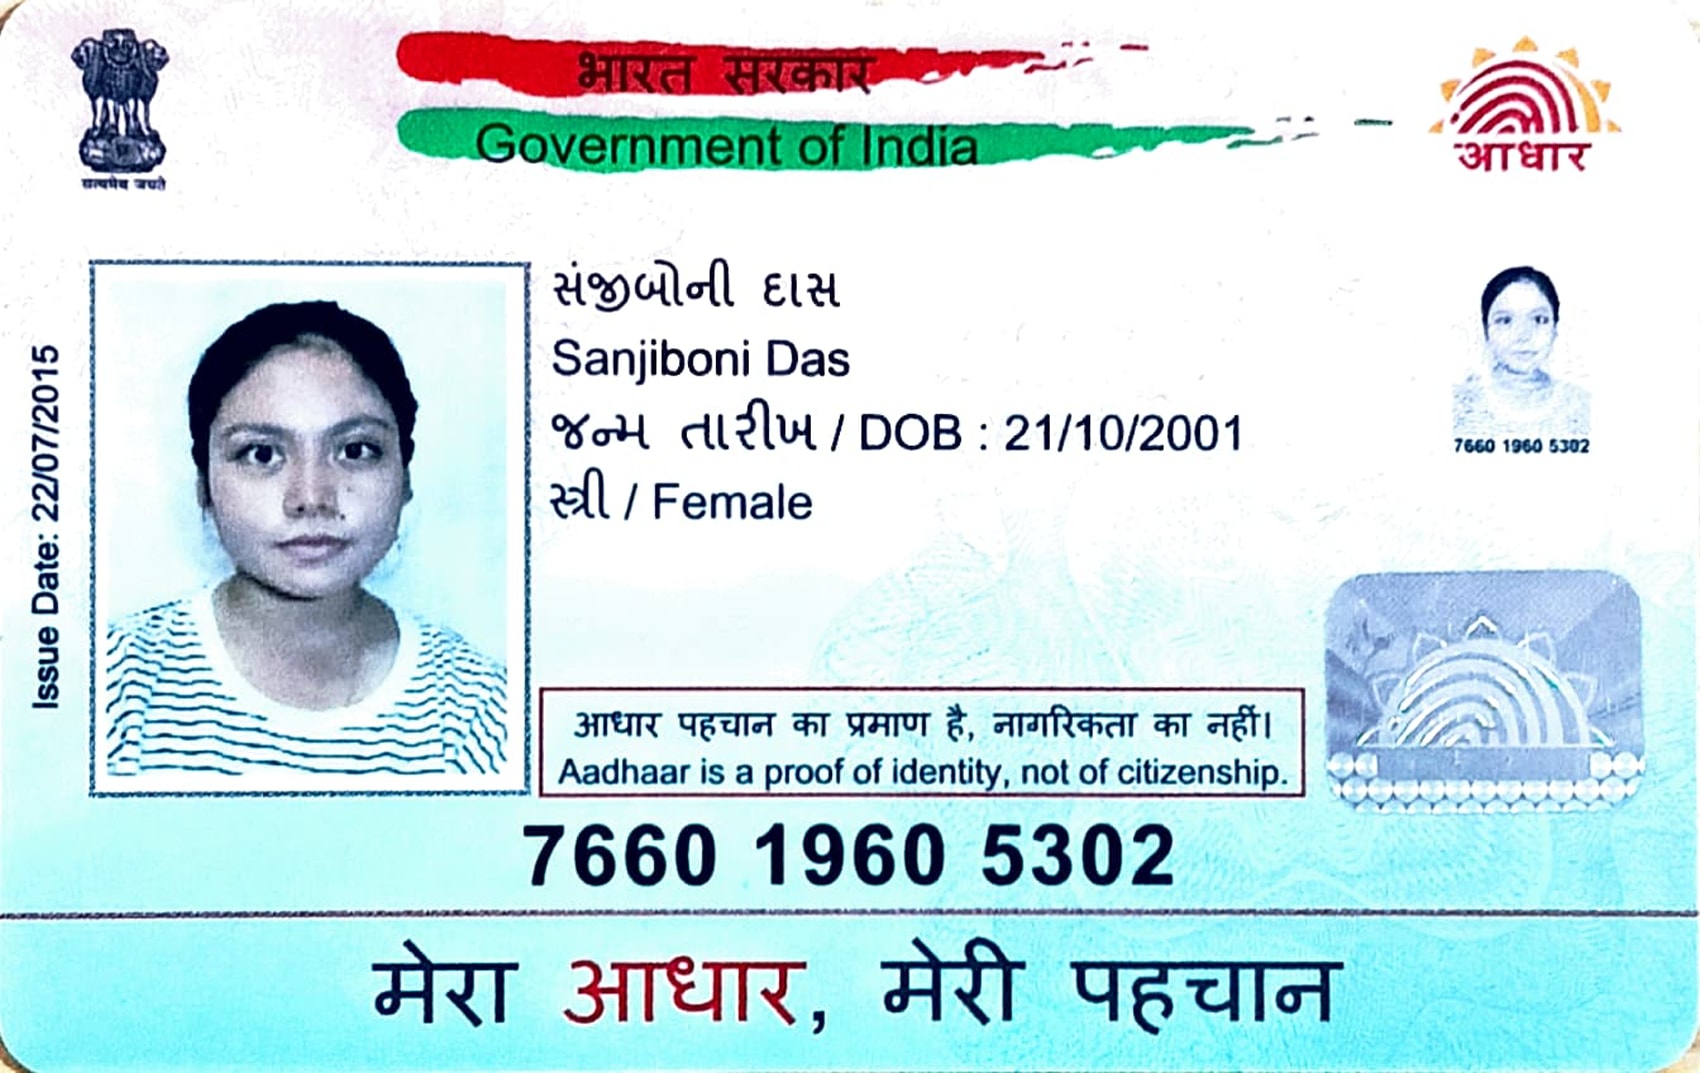 भारत सरकार
Government of India
सत्यमेव जयते
आधार
Issue Date: 22/07/2015
સંજીબોની દાસ
Sanjiboni Das
જન્મ તારીખ / DOB : 21/10/2001
સ્ત્રી / Female
7660 1960 5302
आधार पहचान का प्रमाण है, नागरिकता का नहीं।
Aadhaar is a proof of identity, not of citizenship.
7660 1960 5302
मेरा आधार, मेरी पहचान